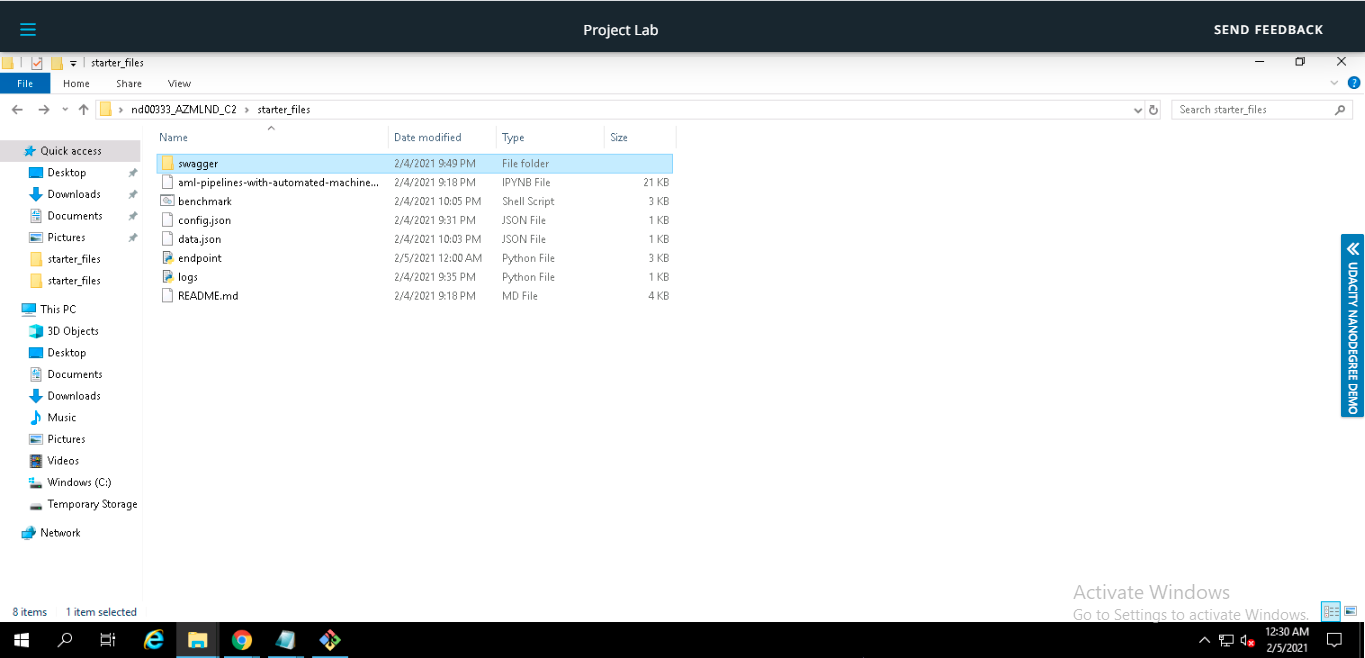 Project Lab
SEND FEEDBACK
starter_files
File Home Share View
nd00333_AZMLND_C2 > starter_files
Search starter_files
Name Date modified Type Size
Quick access
Desktop
Downloads
Documents
Pictures
starter_files
starter_files
This PC
3D Objects
Desktop
Documents
Downloads
Music
Pictures
Videos
Windows (C:)
Temporary Storage
Network
swagger 2/4/2021 9:49 PM File folder
aml-pipelines-with-automated-machine... 2/4/2021 9:18 PM IPYNB File 21 KB
benchmark 2/4/2021 10:05 PM Shell Script 3 KB
config.json 2/4/2021 9:31 PM JSON File 1 KB
data.json 2/4/2021 10:03 PM JSON File 1 KB
endpoint 2/5/2021 12:00 AM Python File 3 KB
logs 2/4/2021 9:35 PM Python File 1 KB
README.md 2/4/2021 9:18 PM MD File 4 KB
UDACITY NANODEGREE DEMO
Activate Windows
Go to Settings to activate Windows.
8 items 1 item selected
12:30 AM
2/5/2021